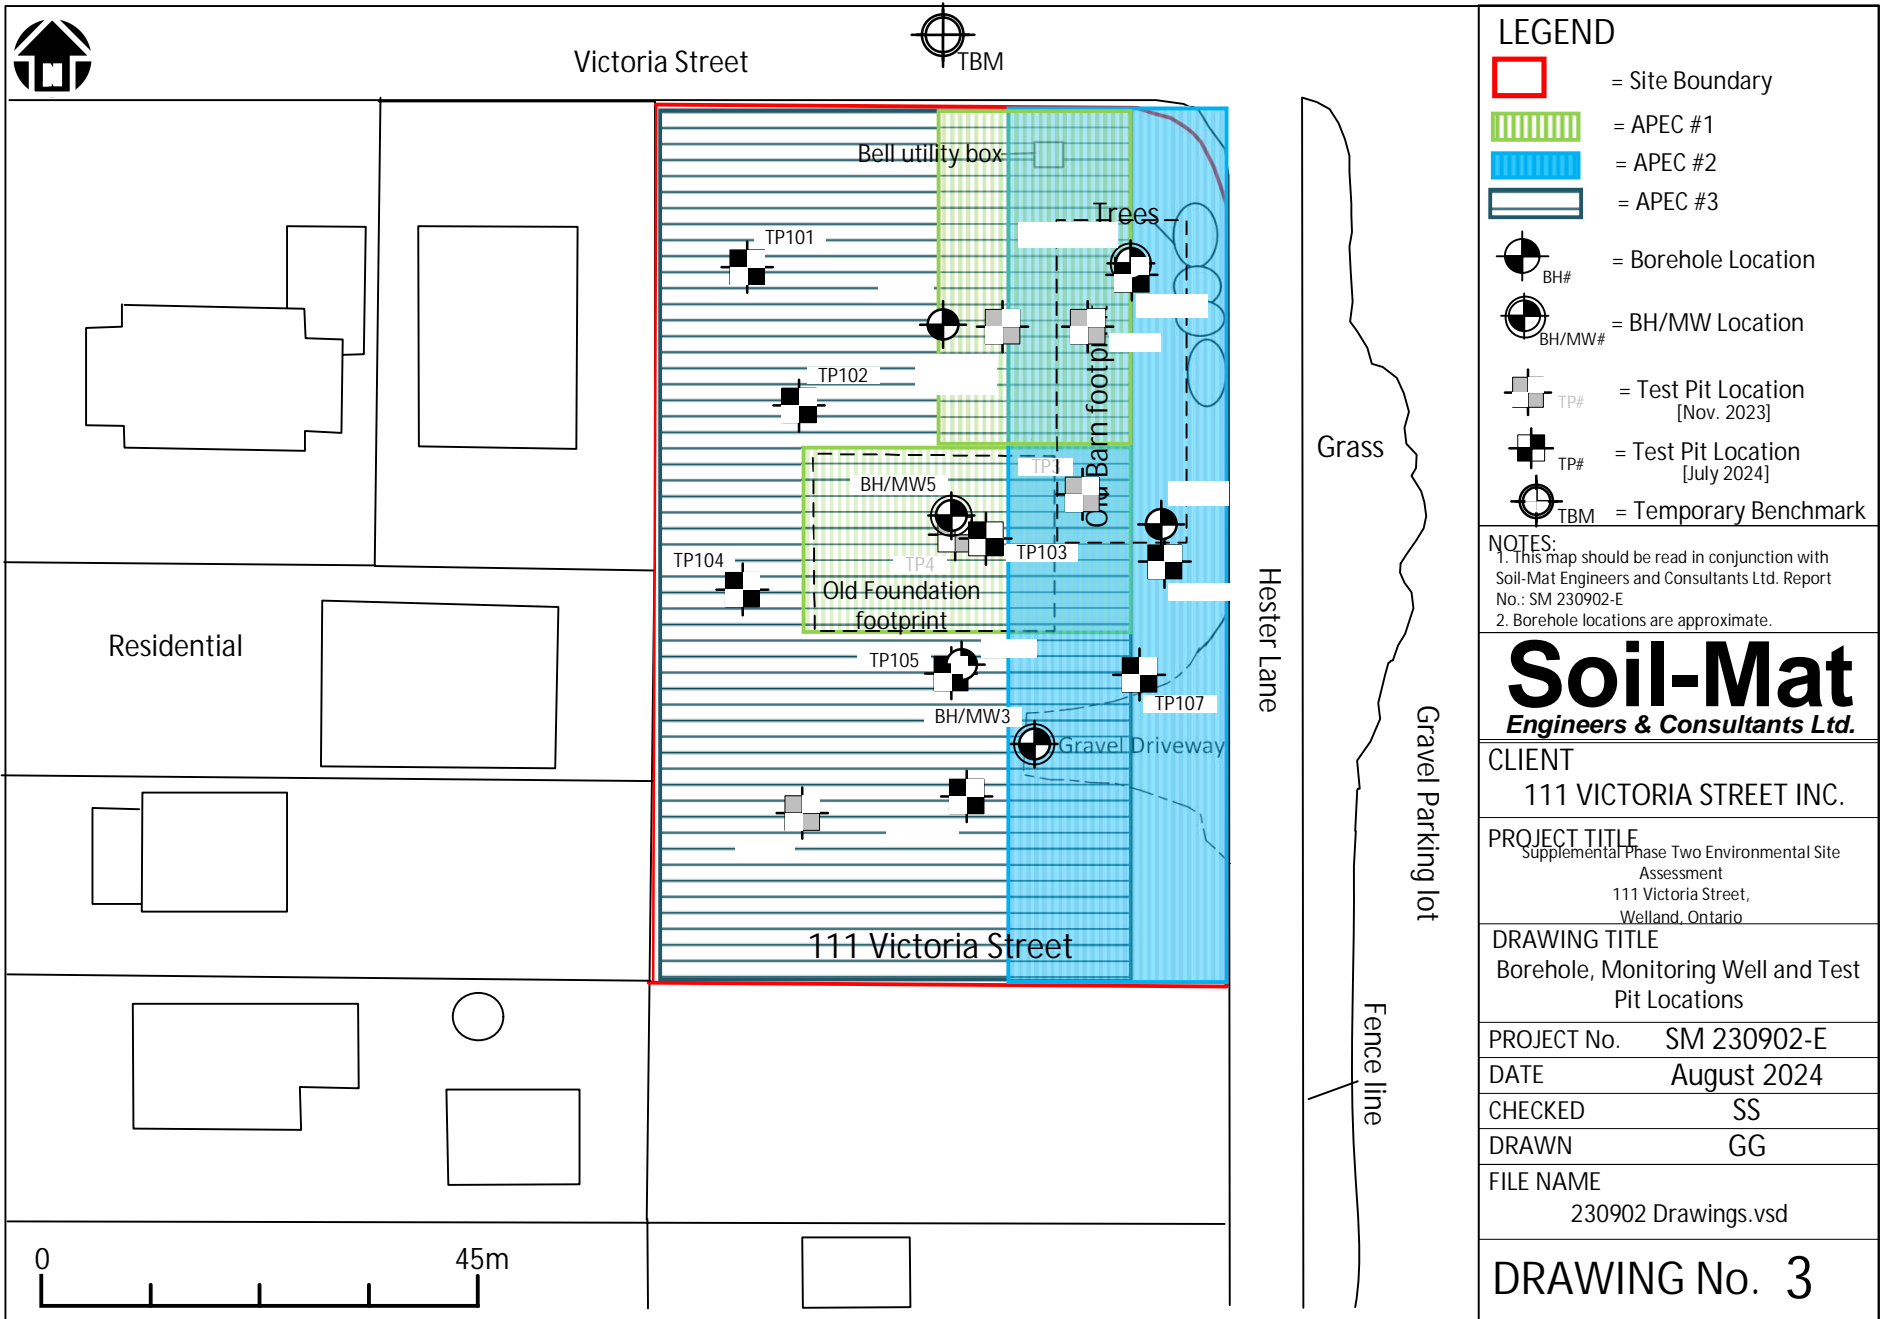 N
Victoria Street
TBM
Bell utility box
Trees
TP101
TP102
Old Barn footp
TP3
BH/MW5
TP103
TP4
TP104
Old Foundation
footprint
TP105
TP107
BH/MW3
Gravel Driveway
111 Victoria Street
Residential
Hester Lane
Grass
Gravel Parking lot
Fence line
0
45m
LEGEND
= Site Boundary
= APEC #1
= APEC #2
= APEC #3
BH#
= Borehole Location
BH/MW#
= BH/MW Location
TP#
= Test Pit Location
[Nov. 2023]
TP#
= Test Pit Location
[July 2024]
TBM
= Temporary Benchmark
NOTES:
1. This map should be read in conjunction with
Soil-Mat Engineers and Consultants Ltd. Report
No.: SM 230902-E
2. Borehole locations are approximate.
Soil-Mat
Engineers & Consultants Ltd.
CLIENT
111 VICTORIA STREET INC.
PROJECT TITLE
Supplemental Phase Two Environmental Site
Assessment
111 Victoria Street,
Welland, Ontario
DRAWING TITLE
Borehole, Monitoring Well and Test
Pit Locations
PROJECT No. SM 230902-E
DATE August 2024
CHECKED SS
DRAWN GG
FILE NAME
230902 Drawings.vsd
DRAWING No. 3